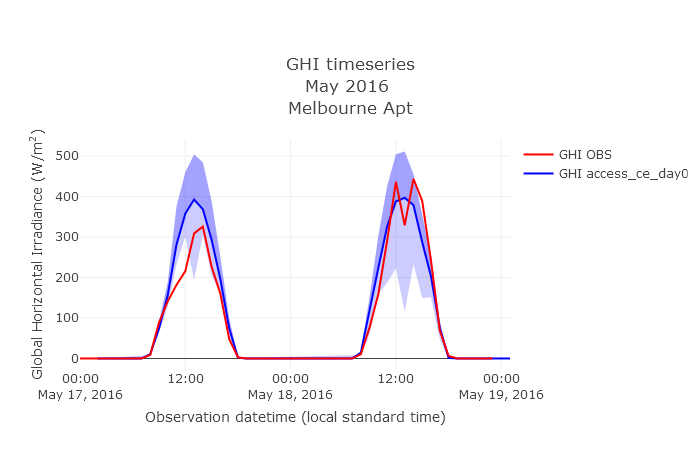 GHI timeseries
May 2016
Melbourne Apt
Global Horizontal Irradiance (W/m²)
500
400
300
200
100
0
00:00
May 17, 2016
12:00
00:00
May 18, 2016
12:00
00:00
May 19, 2016
Observation datetime (local standard time)
GHI OBS
GHI access_ce_day0